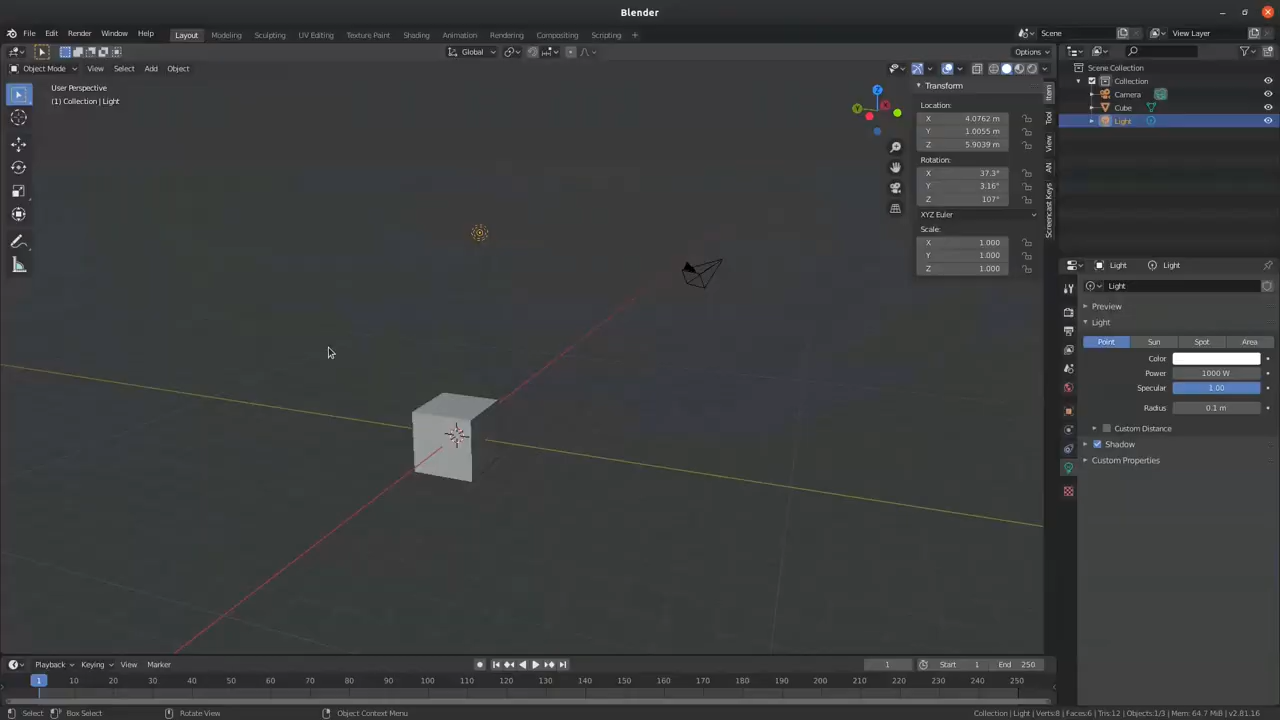 Blender
File Edit Render Window Help Layout Modeling Sculpting UV Editing Texture Paint Shading Animation Rendering Compositing Scripting + Scene View Layer
Global Options
Object Mode View Select Add Object
User Perspective
(1) Collection | Light
Z
Y
X
Transform
Location:
X 4.0762 m
Y 1.0055 m
Z 5.9039 m
Rotation:
X 37.3°
Y 3.16°
Z 107°
XYZ Euler
Scale:
X 1.000
Y 1.000
Z 1.000
Item
Tool
View
AN
Screencast Keys
Scene Collection
Collection
Camera
Cube
Light
Light Light
Light
Preview
Light
Point Sun Spot Area
Color
Power 1000 W
Specular 1.00
Radius 0.1 m
Custom Distance
Shadow
Custom Properties
Playback Keying View Marker 1 Start 1 End 250
1 10 20 30 40 50 60 70 80 90 100 110 120 130 140 150 160 170 180 190 200 210 220 230 240 250
Select Box Select Rotate View Object Context Menu Collection | Light | Verts:8 | Faces:6 | Tris:12 | Objects:1/3 | Mem: 64.7 MiB | v2.81.16